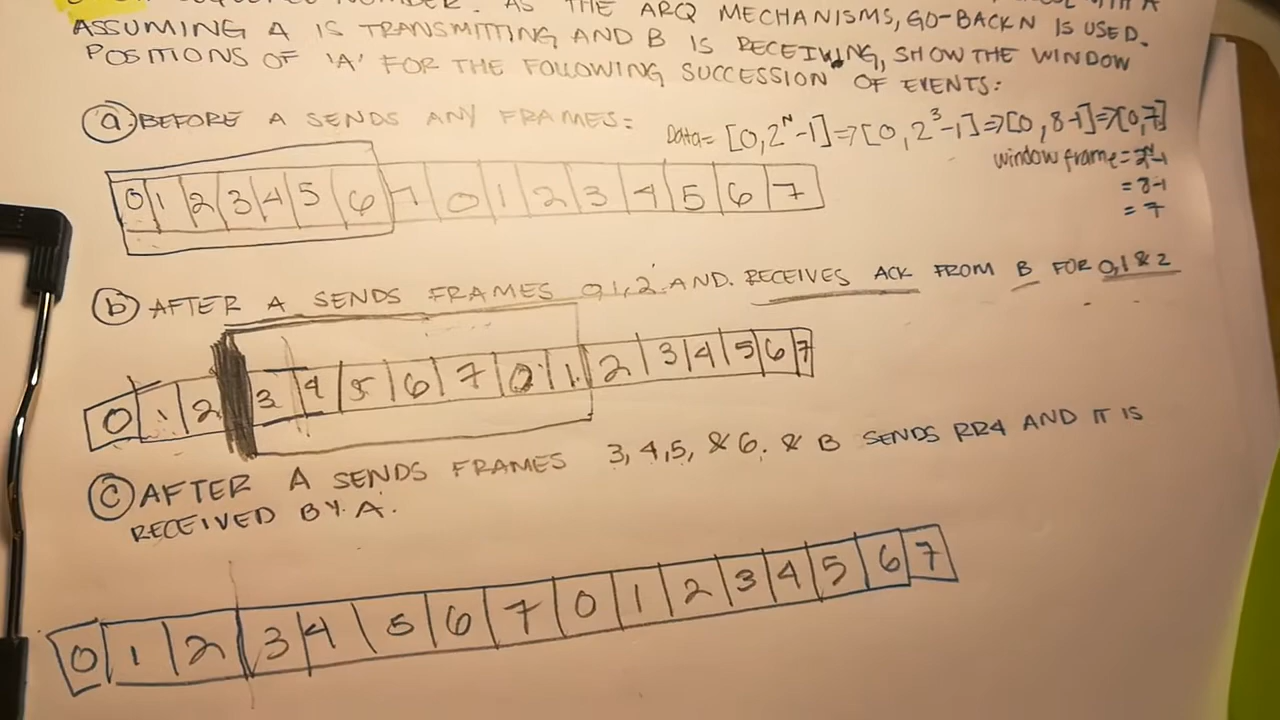 NUMBER. AS THE ARQ MECHANISMS, GO-BACK N IS USED.
ASSUMING A IS TRANSMITTING AND B IS RECEIVING, SHOW THE WINDOW
POSITIONS OF 'A' FOR THE FOLLOWING SUCCESSION OF EVENTS:
(a) BEFORE A SENDS ANY FRAMES:
Data = [0, 2^N-1] => [0, 2^3-1] => [0, 8-1] => [0, 7]
window frame = 2^N-1
= 8-1
= 7
0 1 2 3 4 5 6 7 0 1 2 3 4 5 6 7
(b) AFTER A SENDS FRAMES 0,1,2 AND. RECEIVES ACK FROM B FOR 0,1 & 2
0 1 2 3 4 5 6 7 0 1 2 3 4 5 6 7
(c) AFTER A SENDS FRAMES 3, 4, 5, & 6. & B SENDS RR4 AND IT IS
RECEIVED BY A.
0 1 2 3 4 5 6 7 0 1 2 3 4 5 6 7